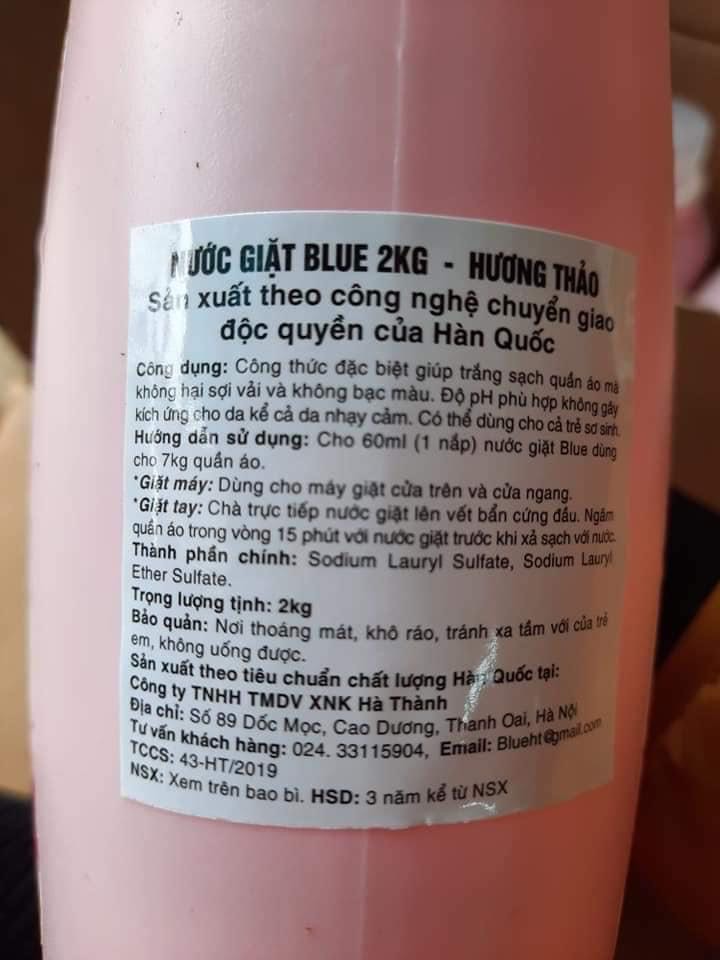 NƯỚC GIẶT BLUE 2KG - HƯƠNG THẢO
Sản xuất theo công nghệ chuyển giao
độc quyền của Hàn Quốc
Công dụng: Công thức đặc biệt giúp trắng sạch quần áo mà
không hại sợi vải và không bạc màu. Độ pH phù hợp không gây
kích ứng cho da kể cả da nhạy cảm. Có thể dùng cho cả trẻ sơ sinh.
Hướng dẫn sử dụng: Cho 60ml (1 nắp) nước giặt Blue dùng
cho 7kg quần áo.
*Giặt máy: Dùng cho máy giặt cửa trên và cửa ngang.
*Giặt tay: Chà trực tiếp nước giặt lên vết bẩn cứng đầu. Ngâm
quần áo trong vòng 15 phút với nước giặt trước khi xả sạch với nước.
Thành phần chính: Sodium Lauryl Sulfate, Sodium Lauryl
Ether Sulfate.
Trọng lượng tịnh: 2kg
Bảo quản: Nơi thoáng mát, khô ráo, tránh xa tầm với của trẻ
em, không uống được.
Sản xuất theo tiêu chuẩn chất lượng Hàn Quốc tại:
Công ty TNHH TMDV XNK Hà Thành
Địa chỉ: Số 89 Dốc Mọc, Cao Dương, Thanh Oai, Hà Nội
Tư vấn khách hàng: 024. 33115904, Email: Blueht@gmail.com
TCCS: 43-HT/2019
NSX: Xem trên bao bì. HSD: 3 năm kể từ NSX